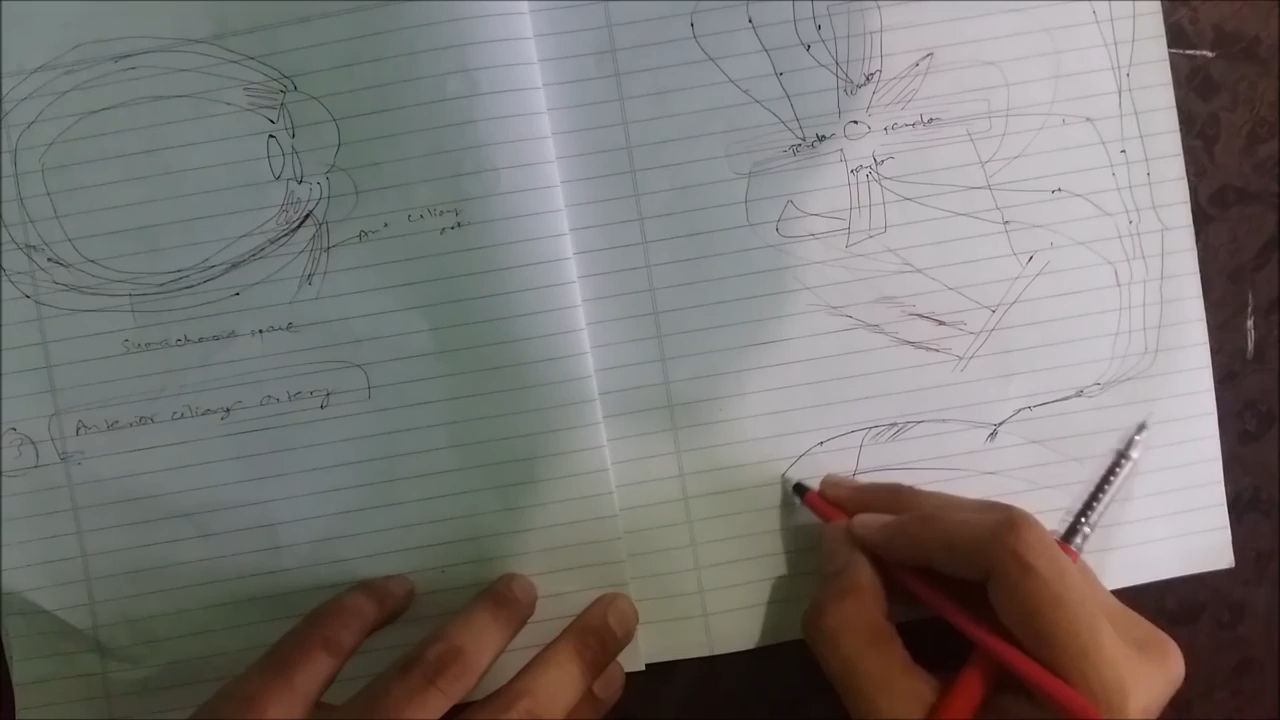 Ant ciliary
Suprachoroid space
3) Anterior ciliary artery
Tendon
Tendon
Tendon
Tendon